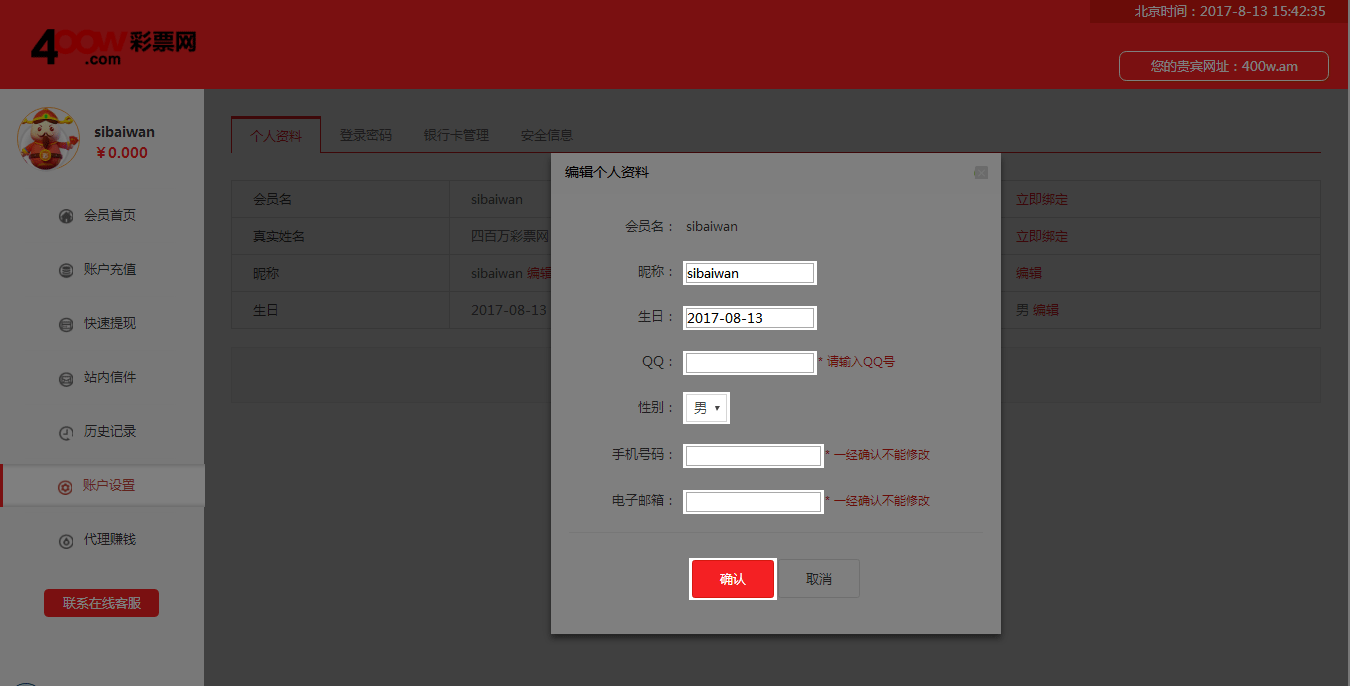 北京时间：2017-8-13 15:42:35
400w彩票网
.com
您的贵宾网址：400w.am
sibaiwan
￥0.000
会员首页
账户充值
快速提现
站内信件
历史记录
账户设置
代理赚钱
联系在线客服
个人资料 登录密码 银行卡管理 安全信息
会员名 sibaiwan 立即绑定
真实姓名 四百万彩票网 立即绑定
昵称 sibaiwan 编辑 编辑
生日 2017-08-13 男 编辑
编辑个人资料
会员名： sibaiwan
昵称： sibaiwan
生日： 2017-08-13
QQ： * 请输入QQ号
性别： 男
手机号码： * 一经确认不能修改
电子邮箱： * 一经确认不能修改
确认 取消